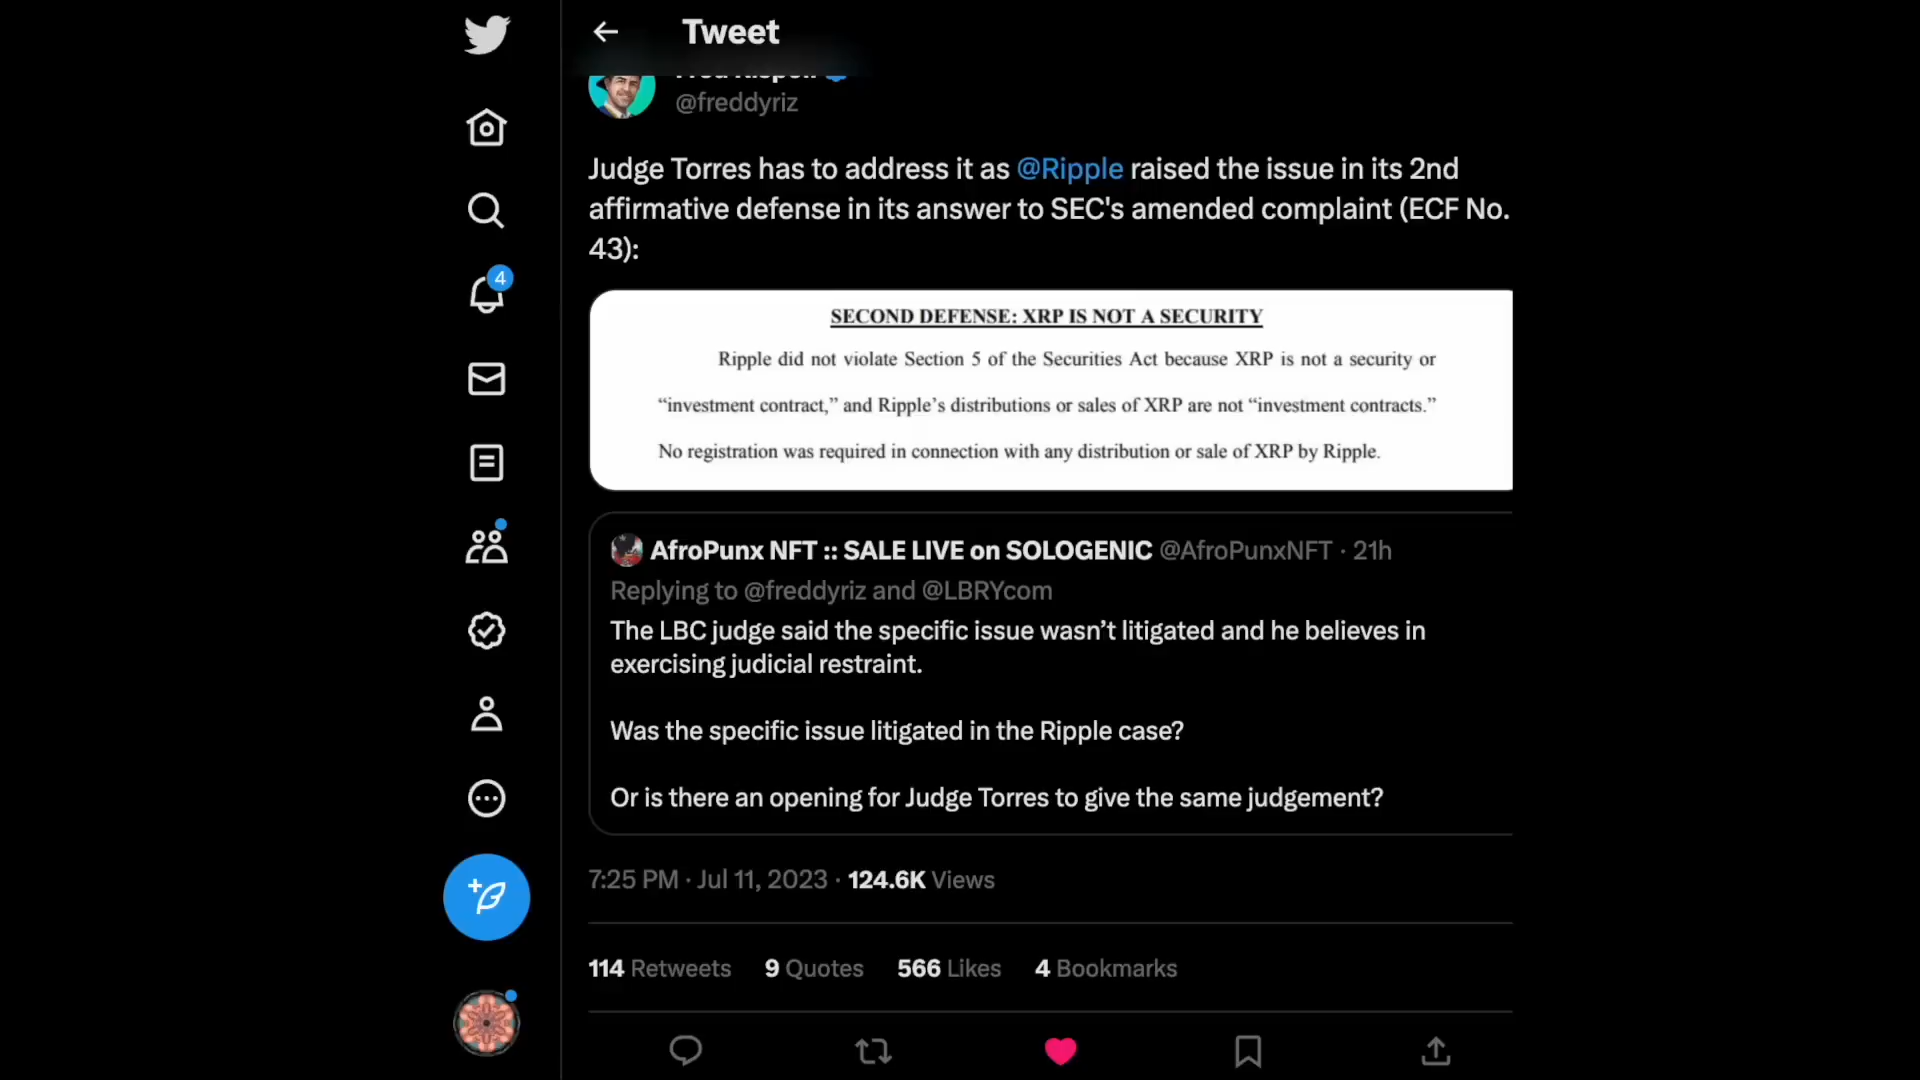 Tweet
@freddyriz
Judge Torres has to address it as @Ripple raised the issue in its 2nd
affirmative defense in its answer to SEC's amended complaint (ECF No.
43):
SECOND DEFENSE: XRP IS NOT A SECURITY
Ripple did not violate Section 5 of the Securities Act because XRP is not a security or
“investment contract,” and Ripple’s distributions or sales of XRP are not “investment contracts.”
No registration was required in connection with any distribution or sale of XRP by Ripple.
AfroPunx NFT :: SALE LIVE on SOLOGENIC @AfroPunxNFT · 21h
Replying to @freddyriz and @LBRYcom
The LBC judge said the specific issue wasn’t litigated and he believes in
exercising judicial restraint.
Was the specific issue litigated in the Ripple case?
Or is there an opening for Judge Torres to give the same judgement?
7:25 PM · Jul 11, 2023 · 124.6K Views
114 Retweets 9 Quotes 566 Likes 4 Bookmarks
4